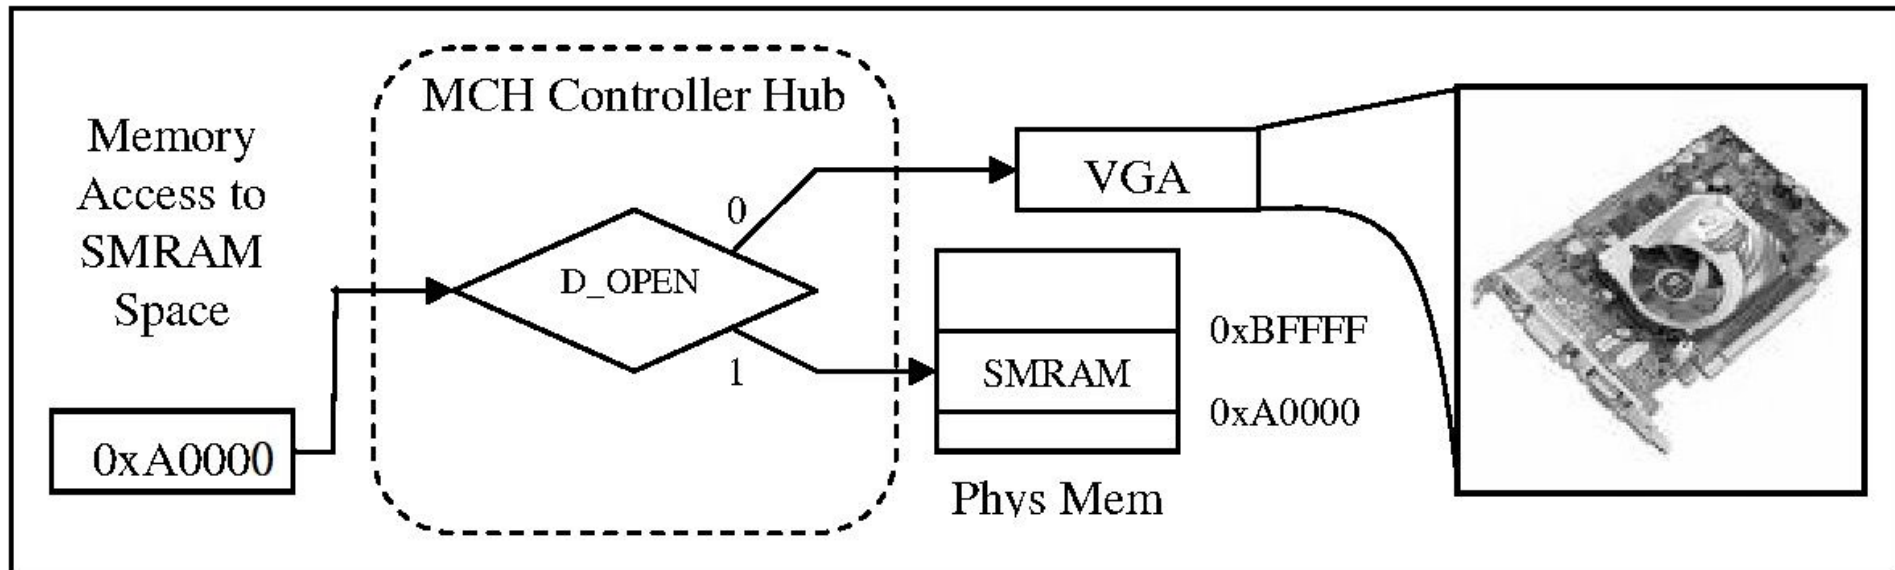 MCH Controller Hub
Memory
Access to
SMRAM
Space
0xA0000
D_OPEN
0
1
VGA
SMRAM
0xBFFFF
0xA0000
Phys Mem